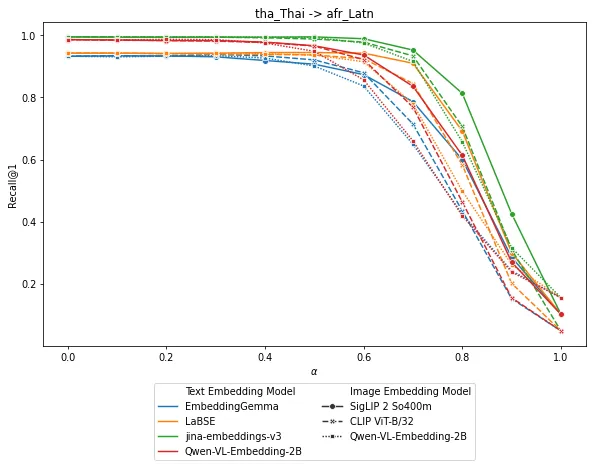 tha_Thai -> afr_Latn
1.0
0.8
0.6
0.4
0.2
Recall@1
0.0
0.2
0.4
0.6
0.8
1.0
α
Text Embedding Model
EmbeddingGemma
LaBSE
jina-embeddings-v3
Qwen-VL-Embedding-2B
Image Embedding Model
SigLIP 2 So400m
CLIP ViT-B/32
Qwen-VL-Embedding-2B